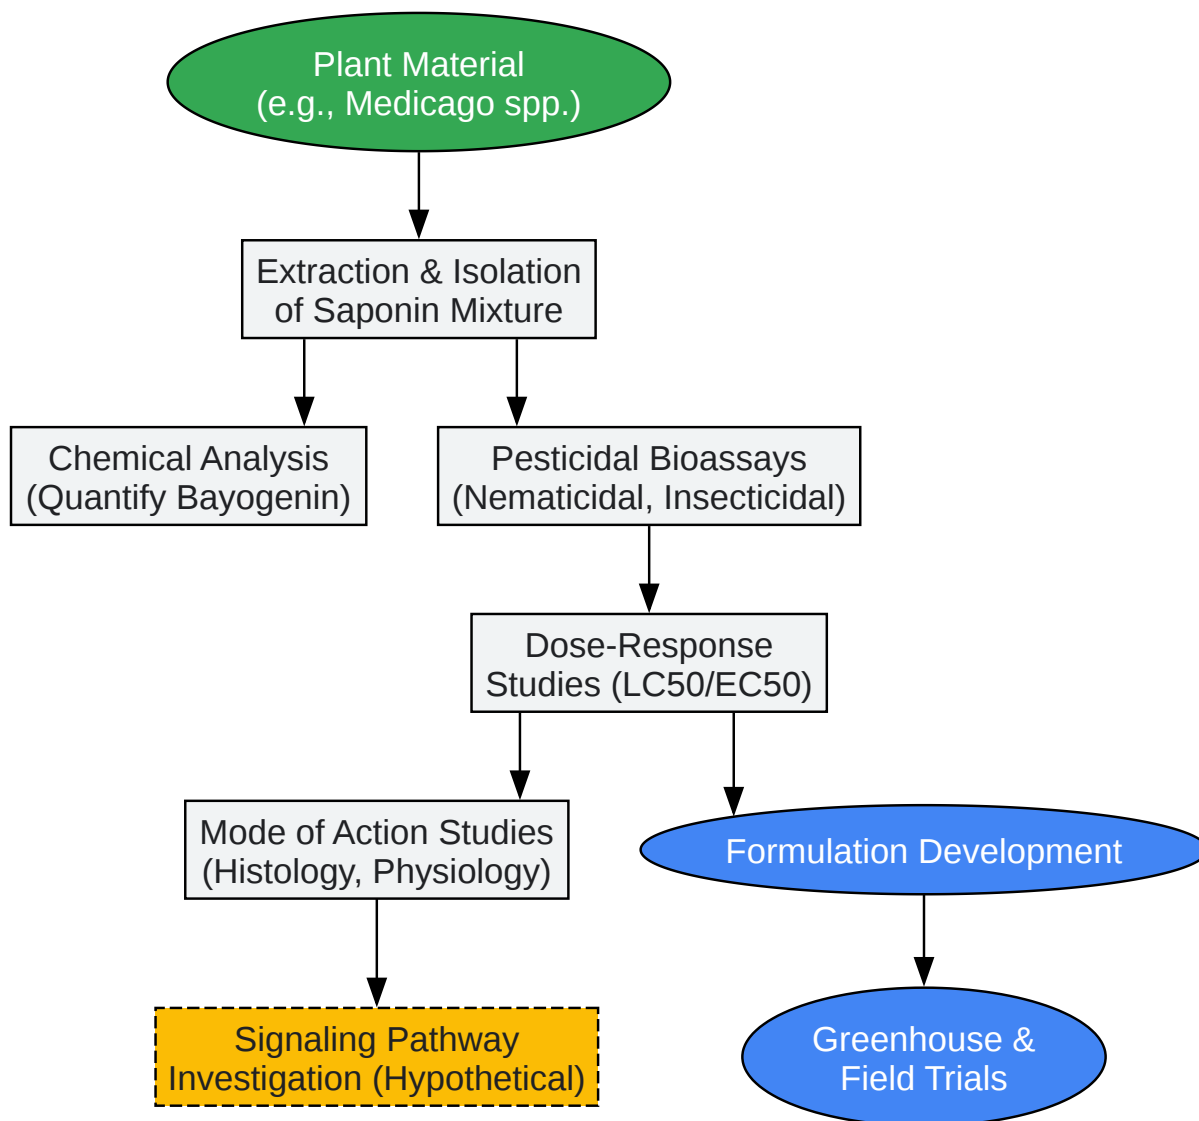 Plant Material
(e.g., Medicago spp.)
Extraction & Isolation
of Saponin Mixture
Chemical Analysis
(Quantify Bayogenin)
Pesticidal Bioassays
(Nematicidal, Insecticidal)
Dose-Response
Studies (LC50/EC50)
Mode of Action Studies
(Histology, Physiology)
Formulation Development
Signaling Pathway
Investigation (Hypothetical)
Greenhouse &
Field Trials